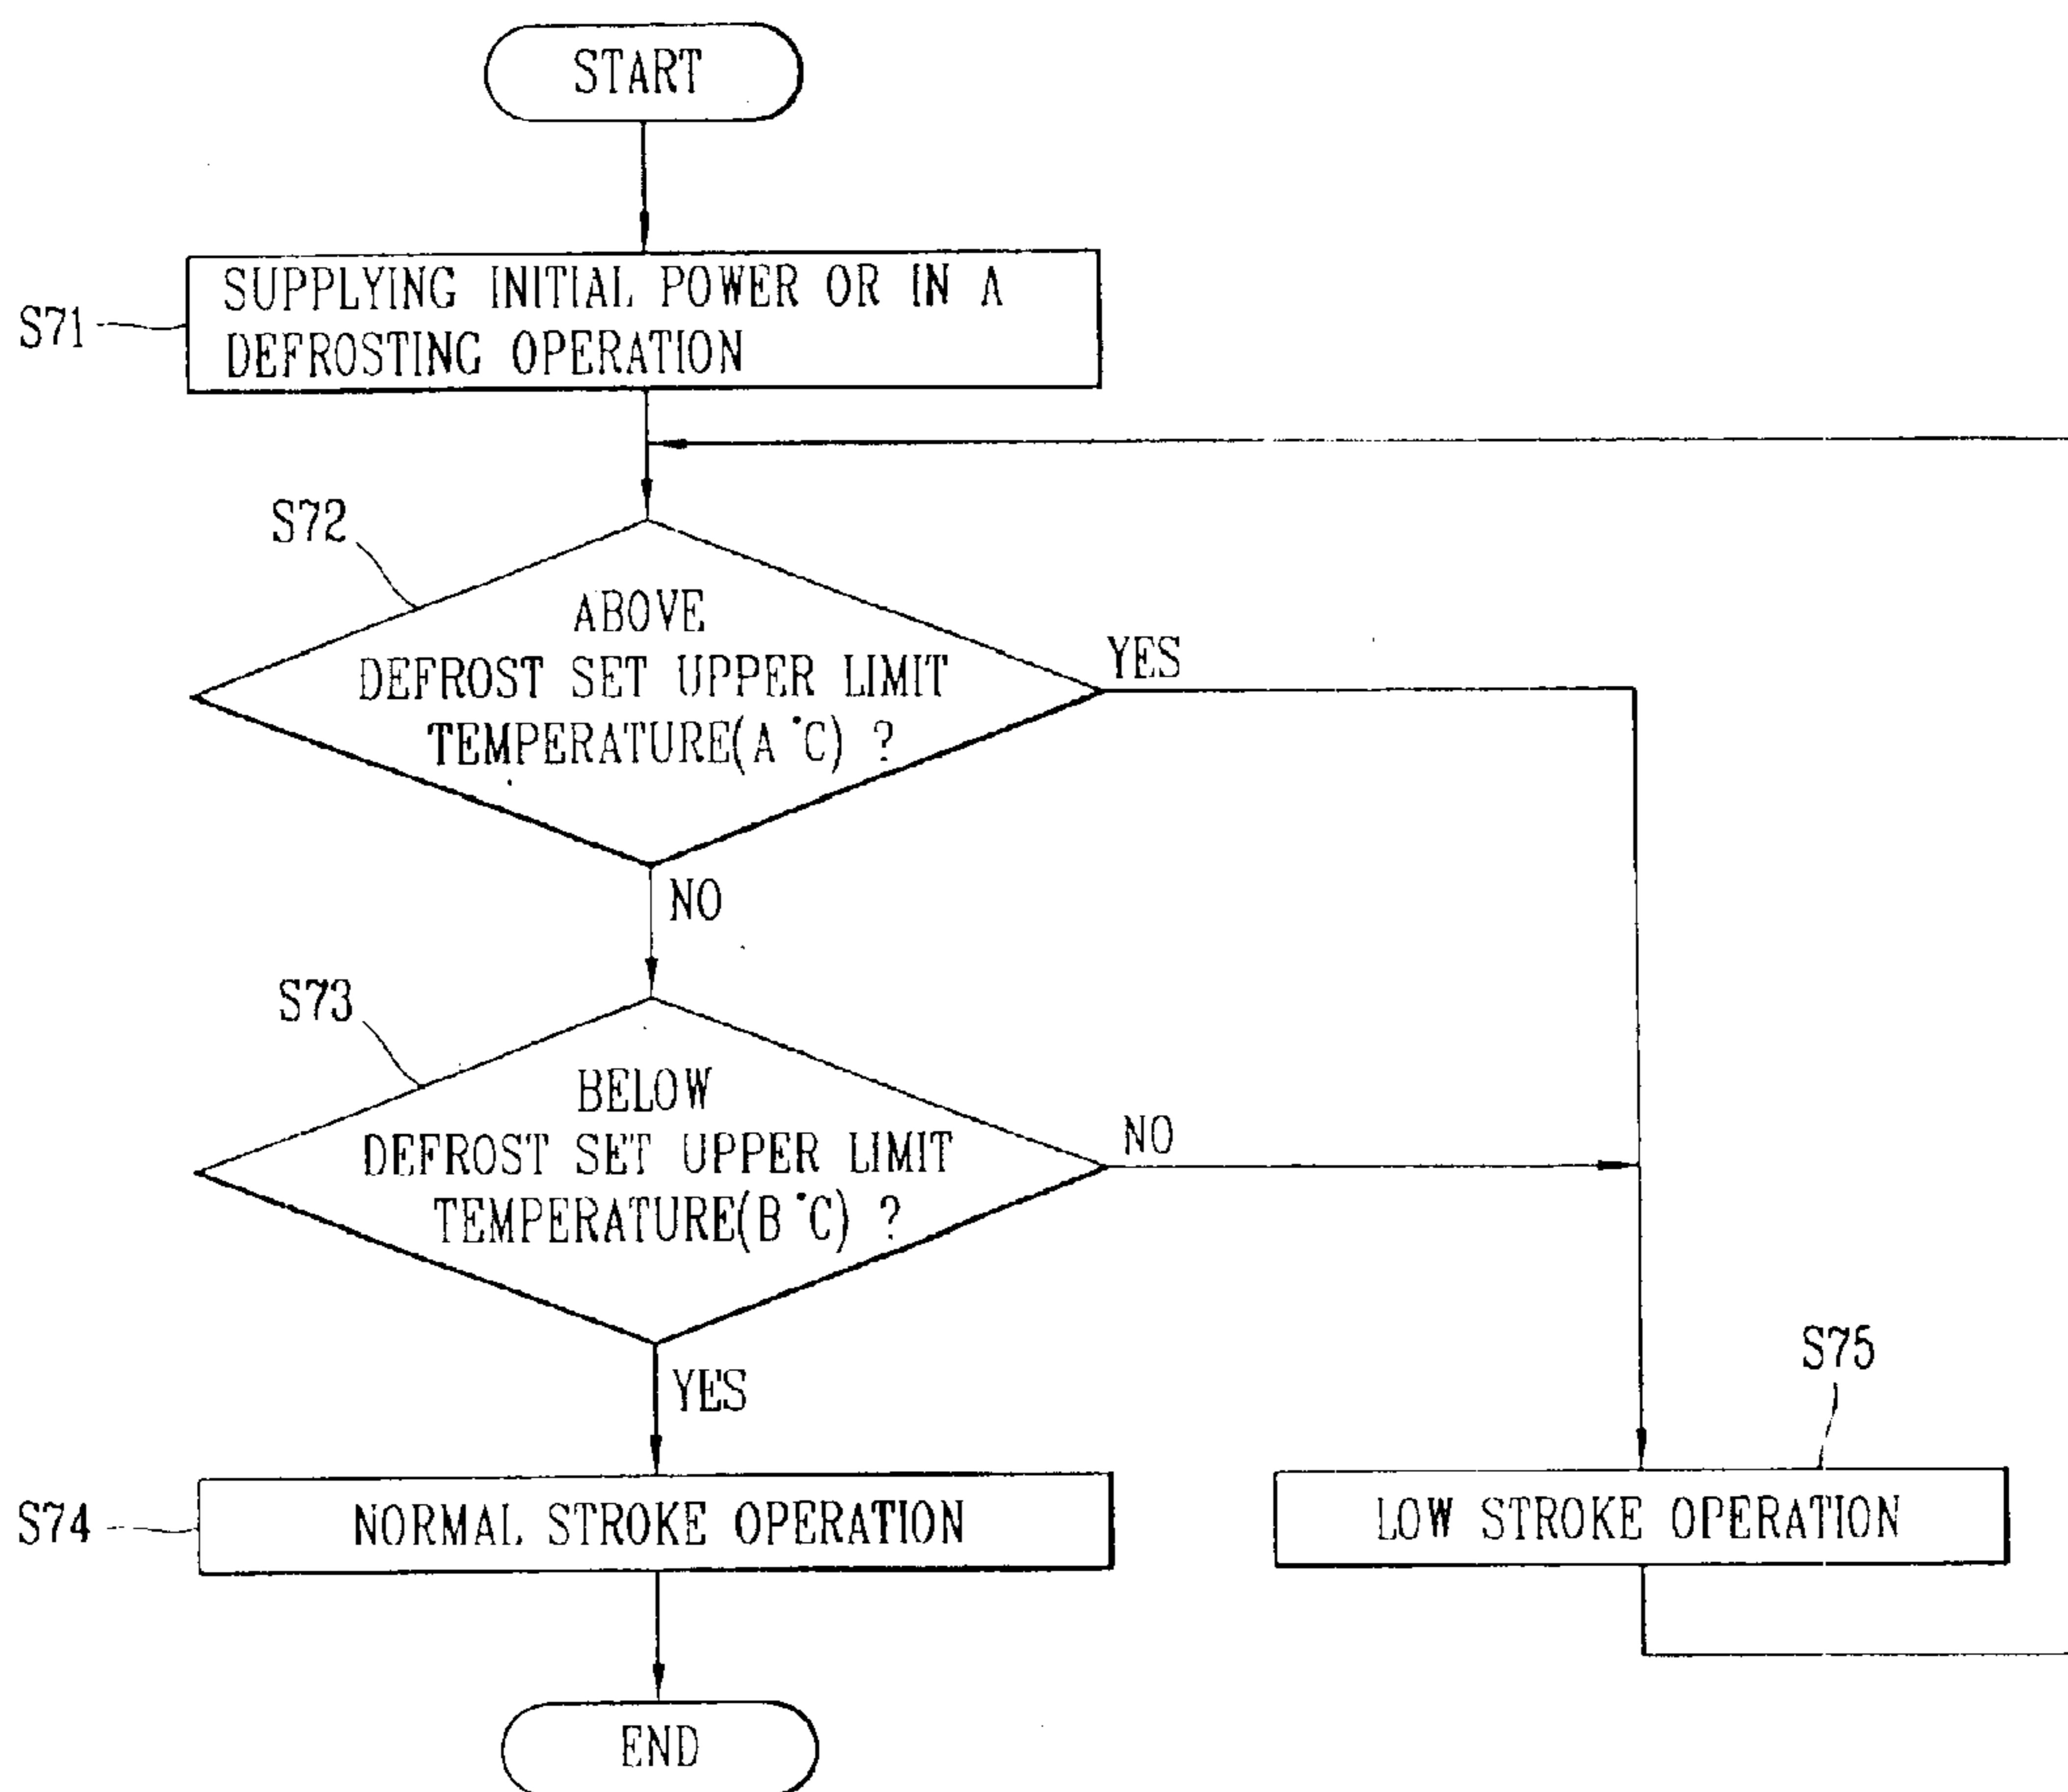 START
S71
SUPPLYING INITIAL POWER OR IN A
DEFROSTING OPERATION
S72
ABOVE
DEFROST SET UPPER LIMIT
TEMPERATURE(A°C) ?
YES
NO
S73
BELOW
DEFROST SET UPPER LIMIT
TEMPERATURE(B°C) ?
NO
YES
S75
S74
NORMAL STROKE OPERATION
LOW STROKE OPERATION
END